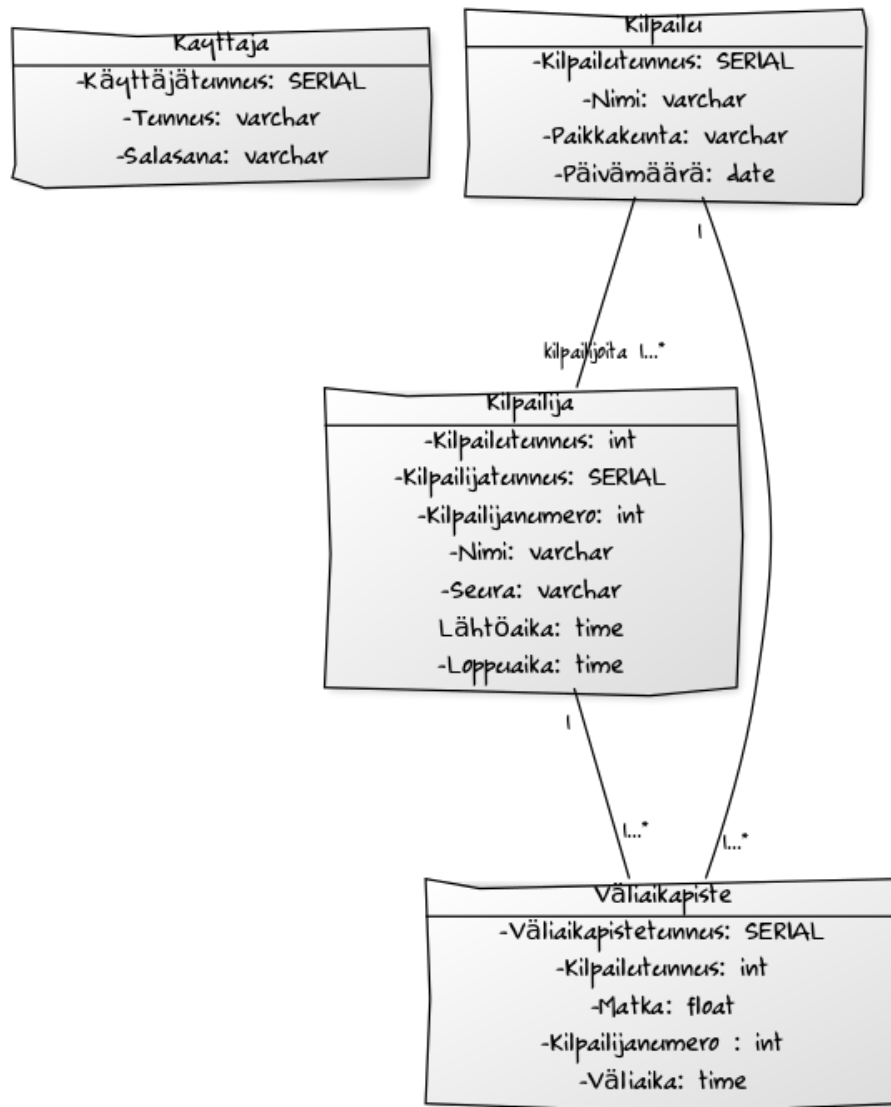 Kayttaja
-Käyttäjätunnus: SERIAL
-Tunnus: varchar
-Salasana: varchar
Kilpailu
-Kilpailutunnus: SERIAL
-Nimi: varchar
-Paikkakunta: varchar
-Päivämäärä: date
1
kilpailijoita 1...*
Kilpailija
-Kilpailutunnus: int
-Kilpailijatunnus: SERIAL
-Kilpailijanumero: int
-Nimi: varchar
-Seura: varchar
Lähtöaika: time
-Loppuaika: time
1
1...*
1...*
Väliaikapiste
-Väliaikapistetunnus: SERIAL
-Kilpailutunnus: int
-Matka: float
-Kilpailijanumero : int
-Väliaika: time